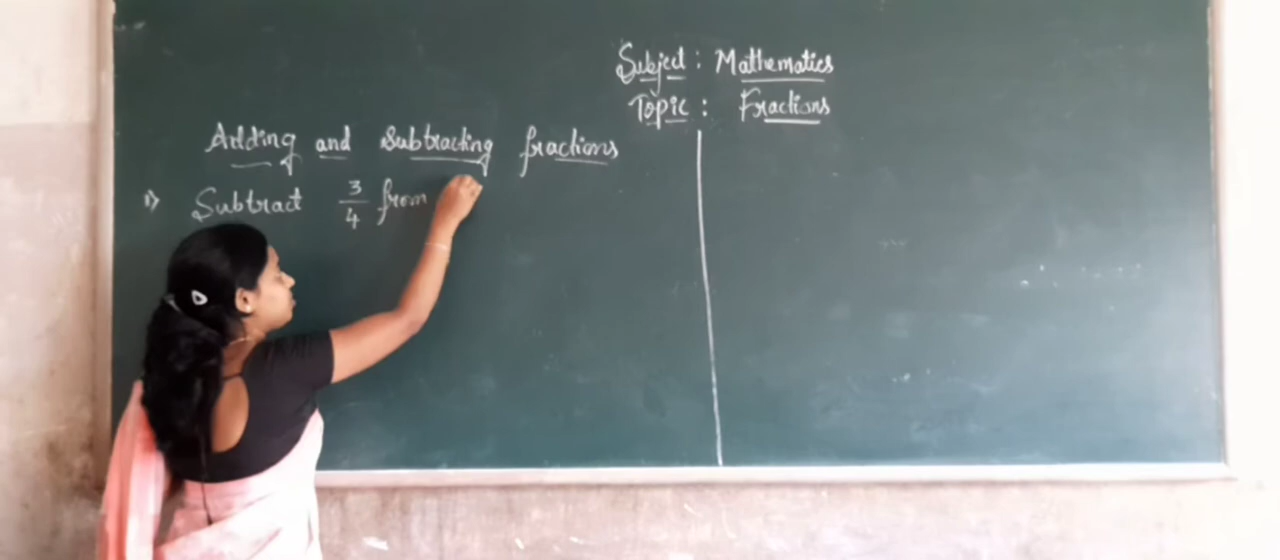 Subject : Mathematics
Topic : Fractions
Adding and Subtracting fractions
1) Subtract 3/4 from